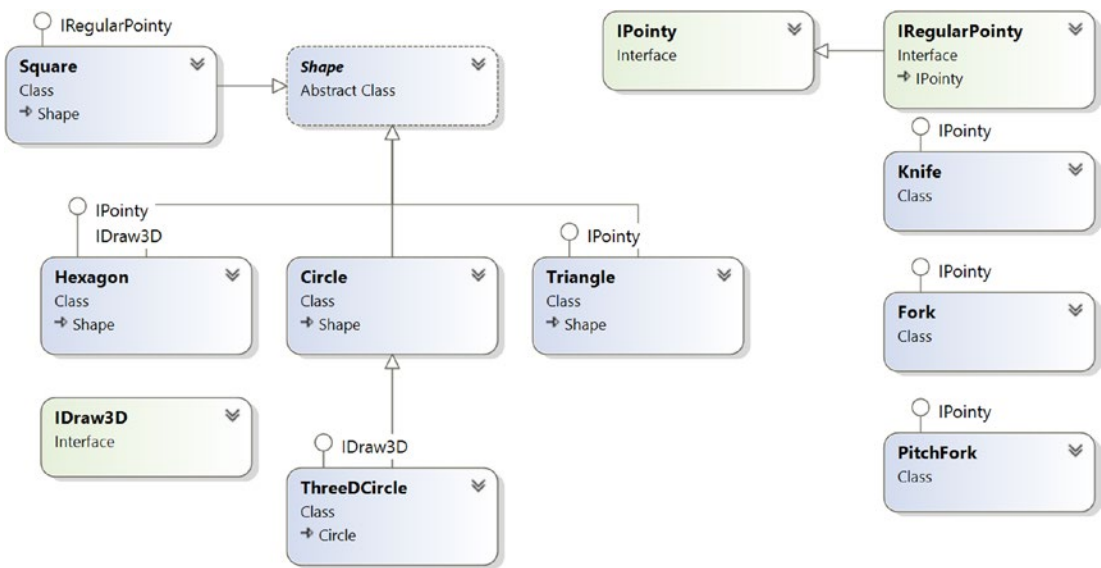 IRegularPointy
Square
Class
Shape
Shape
Abstract Class
IPointy
Interface
IRegularPointy
Interface
IPointy
IPointy
Knife
Class
IPointy
IDraw3D
Hexagon
Class
Shape
Circle
Class
Shape
IPointy
Triangle
Class
Shape
IPointy
Fork
Class
IDraw3D
Interface
IDraw3D
ThreeDCircle
Class
Circle
IPointy
PitchFork
Class